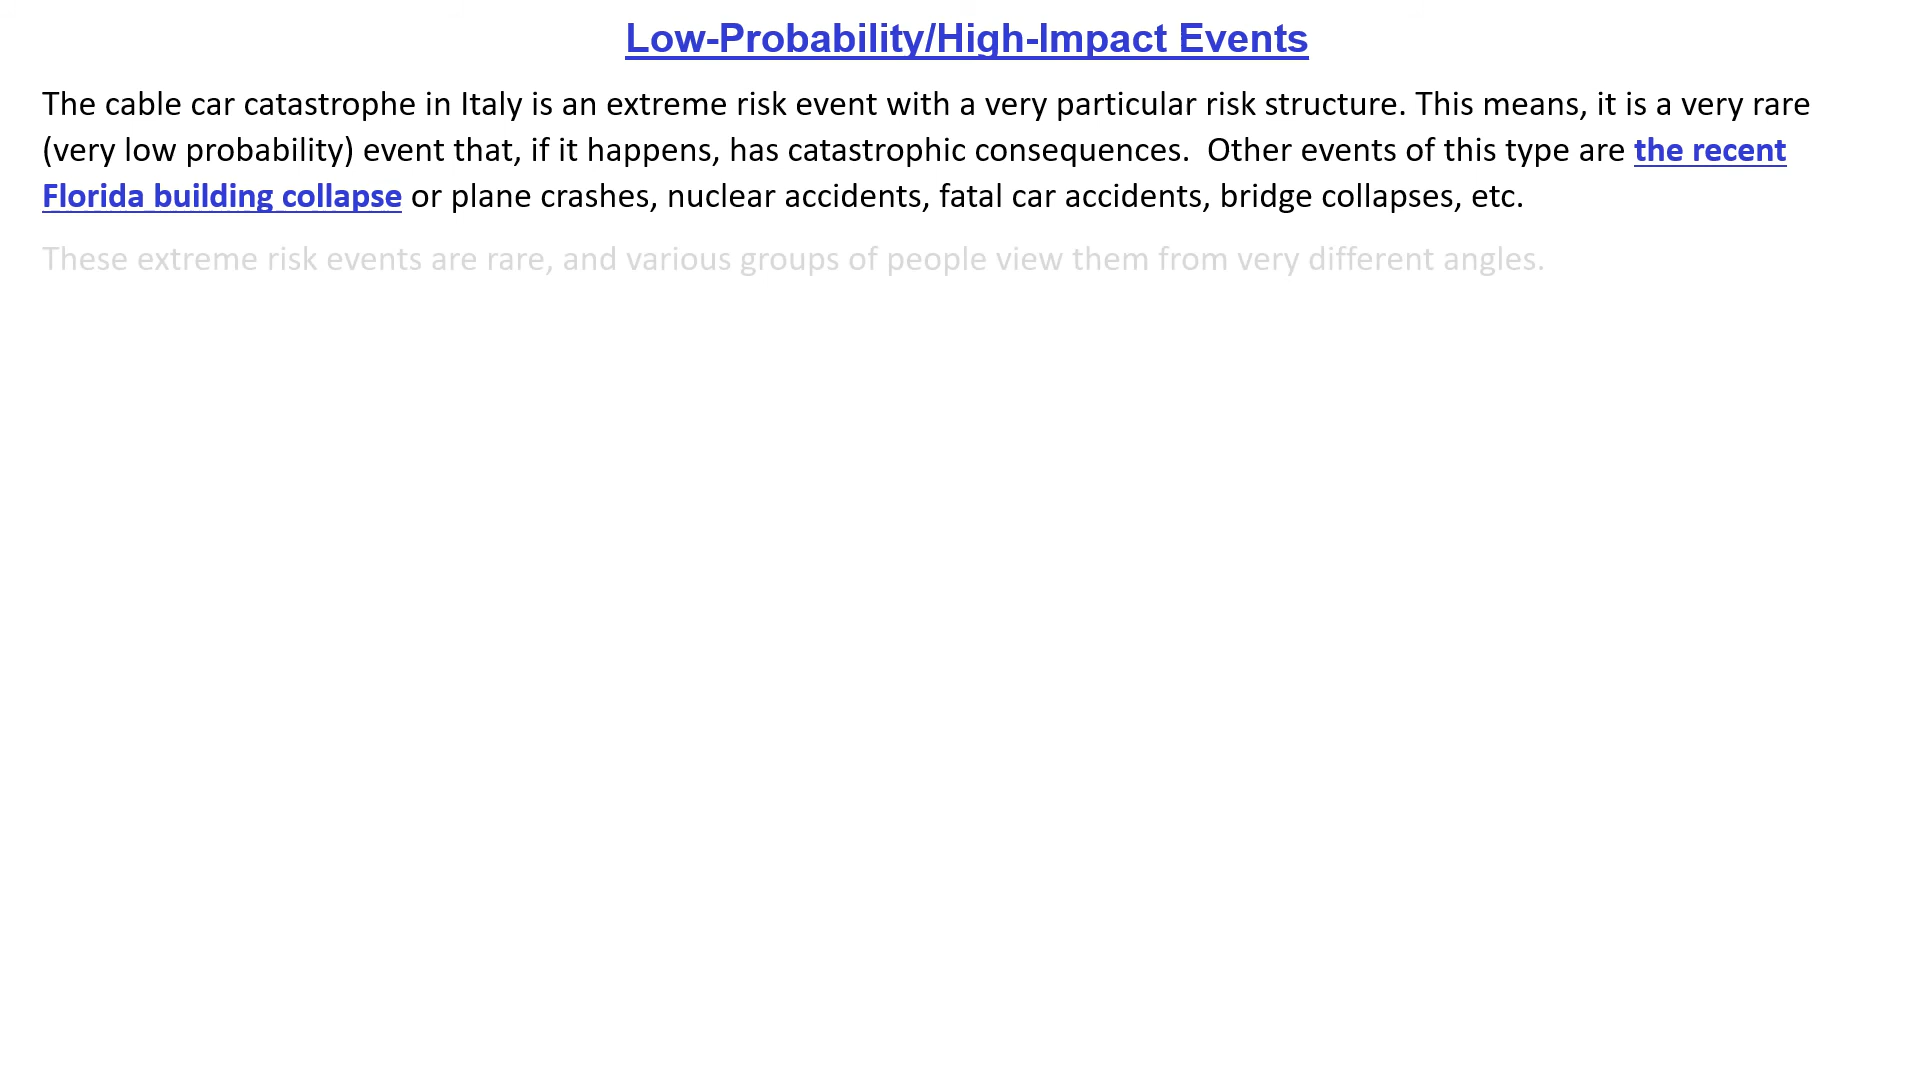 Low-Probability/High-Impact Events
The cable car catastrophe in Italy is an extreme risk event with a very particular risk structure. This means, it is a very rare
(very low probability) event that, if it happens, has catastrophic consequences.  Other events of this type are the recent
Florida building collapse or plane crashes, nuclear accidents, fatal car accidents, bridge collapses, etc.
These extreme risk events are rare, and various groups of people view them from very different angles.